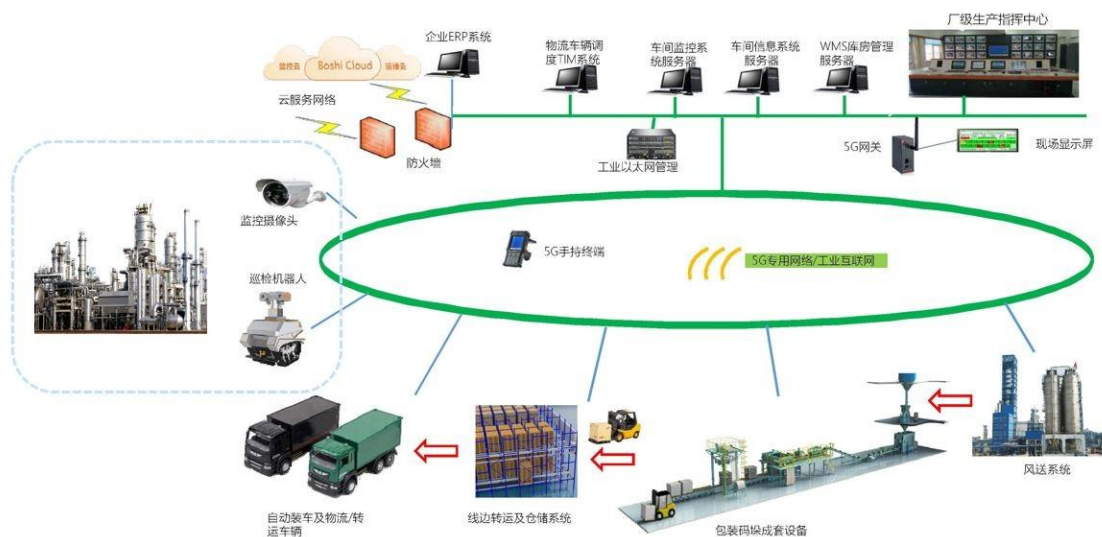 厂级生产指挥中心
企业ERP系统
物流车辆调
度TIM系统
车间监控系
统服务器
车间信息系统
服务器
WMS库房管理
服务器
监控云
Boshi Cloud
运维云
云服务网络
防火墙
工业以太网管理
5G网关
现场显示屏
监控摄像头
5G手持终端
5G专用网络/工业互联网
巡检机器人
风送系统
自动装车及物流/转
运车辆
线边转运及仓储系统
包装码垛成套设备